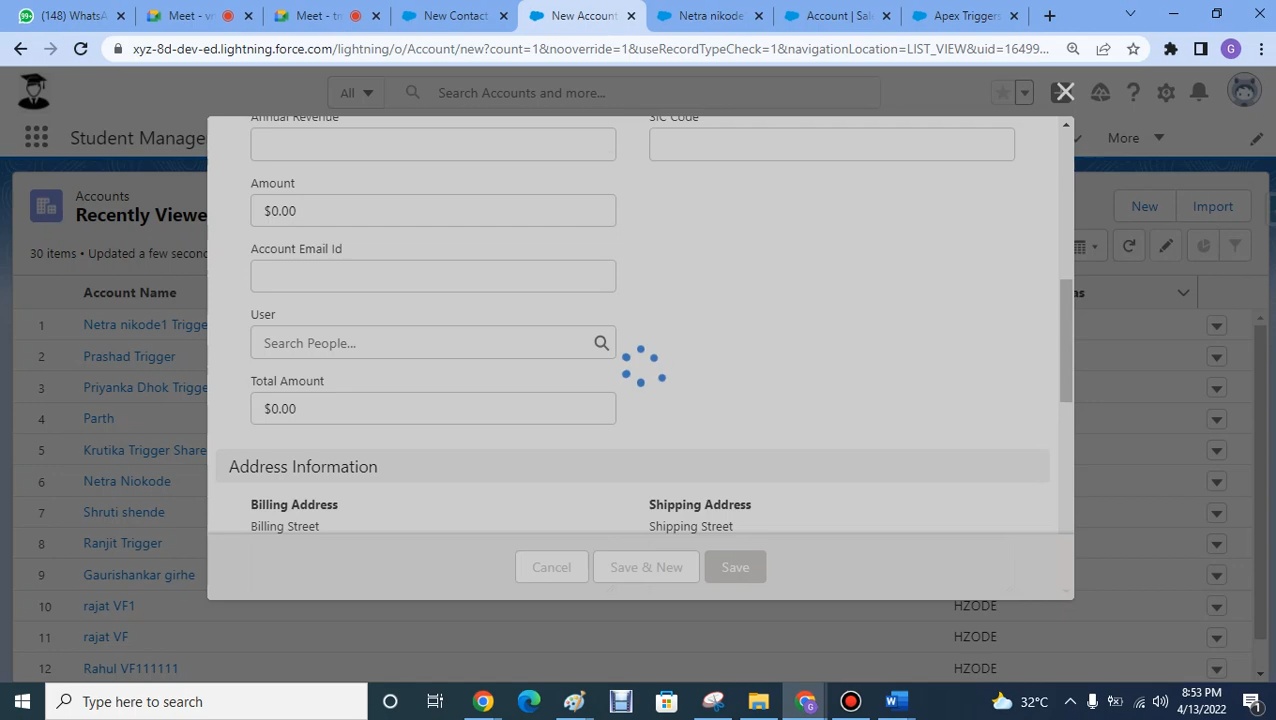 (148) WhatsA
Meet - vn
Meet - tm
New Contact
New Account
Netra nikode
Account | Sal
Apex Triggers
xyz-8d-dev-ed.lightning.force.com/lightning/o/Account/new?count=1&nooverride=1&useRecordTypeCheck=1&navigationLocation=LIST_VIEW&uid=16499...
G
All
Search Accounts and more...
Student Manager
More
Accounts
Recently Viewe
New
Import
30 items • Updated a few second
Account Name
as
1 Netra nikode1 Trigge
2 Prashad Trigger
3 Priyanka Dhok Trigge
4 Parth
5 Krutika Trigger Share
6 Netra Niokode
7 Shruti shende
8 Ranjit Trigger
9 Gaurishankar girhe
10 rajat VF1 HZODE
11 rajat VF HZODE
12 Rahul VF111111 HZODE
Annual Revenue
SIC Code
Amount
$0.00
Account Email Id
User
Search People...
Total Amount
$0.00
Address Information
Billing Address
Shipping Address
Billing Street
Shipping Street
Cancel
Save & New
Save
Type here to search
32°C
8:53 PM
4/13/2022
1